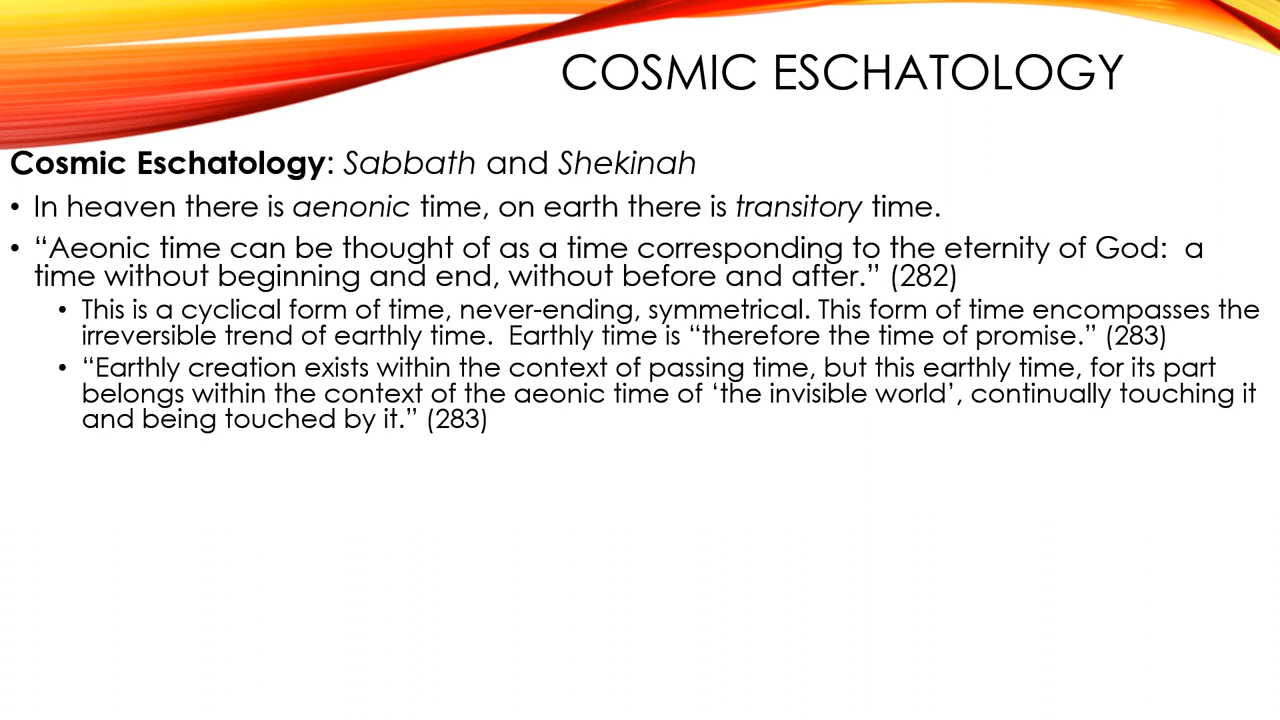 COSMIC ESCHATOLOGY
Cosmic Eschatology: Sabbath and Shekinah
• In heaven there is aenonic time, on earth there is transitory time.
• “Aeonic time can be thought of as a time corresponding to the eternity of God:  a
time without beginning and end, without before and after.” (282)
• This is a cyclical form of time, never-ending, symmetrical. This form of time encompasses the
irreversible trend of earthly time.  Earthly time is “therefore the time of promise.” (283)
• “Earthly creation exists within the context of passing time, but this earthly time, for its part
belongs within the context of the aeonic time of ‘the invisible world’, continually touching it
and being touched by it.” (283)